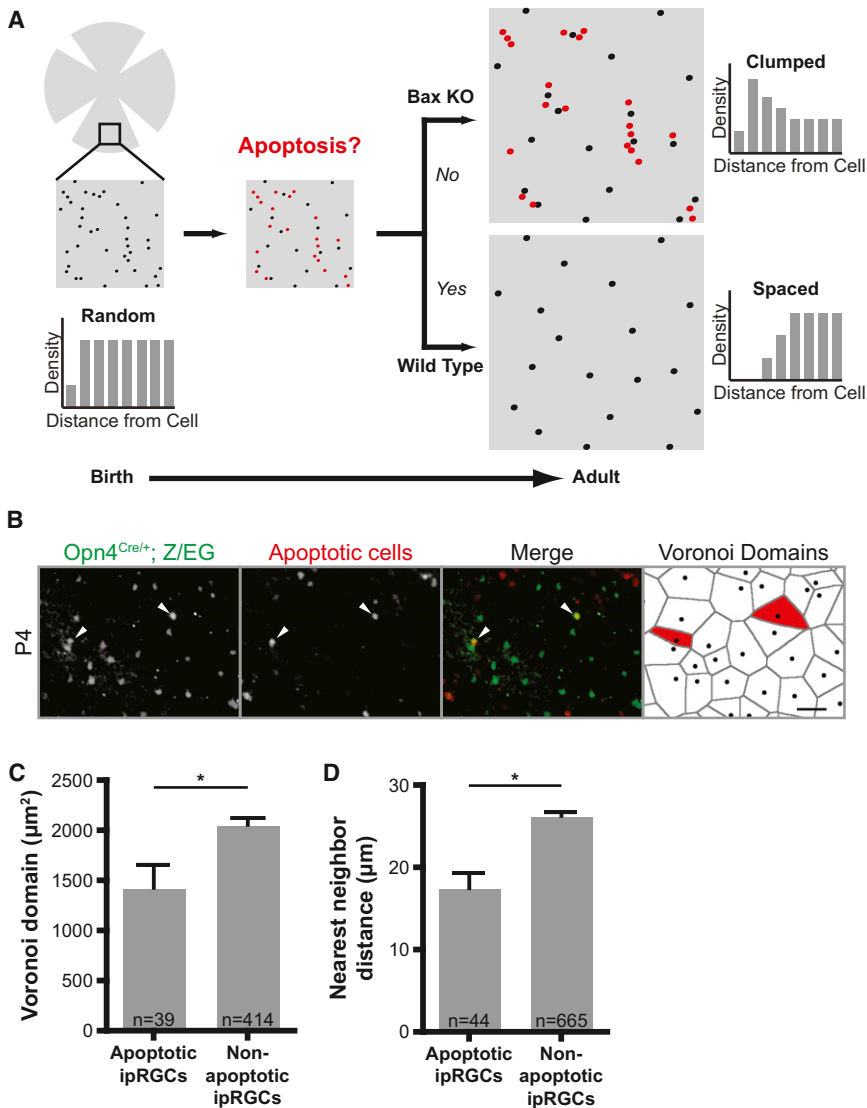 A
Apoptosis?
Bax KO
No
Yes
Wild Type
Clumped
Density
Distance from Cell
Spaced
Density
Distance from Cell
Random
Density
Distance from Cell
Birth
Adult
B
Opn4Cre/+; Z/EG
Apoptotic cells
Merge
Voronoi Domains
P4
C
*
Voronoi domain (µm²)
2500
2000
1500
1000
500
0
n=39
n=414
Apoptotic
ipRGCs
Non-
apoptotic
ipRGCs
D
*
Nearest neighbor
distance (µm)
30
20
10
0
n=44
n=665
Apoptotic
ipRGCs
Non-
apoptotic
ipRGCs